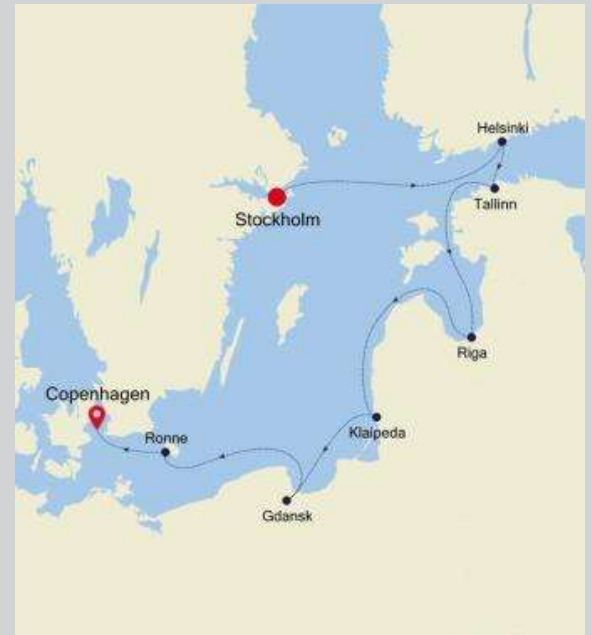 Helsinki
Tallinn
Stockholm
Riga
Copenhagen
Klaipeda
Ronne
Gdansk